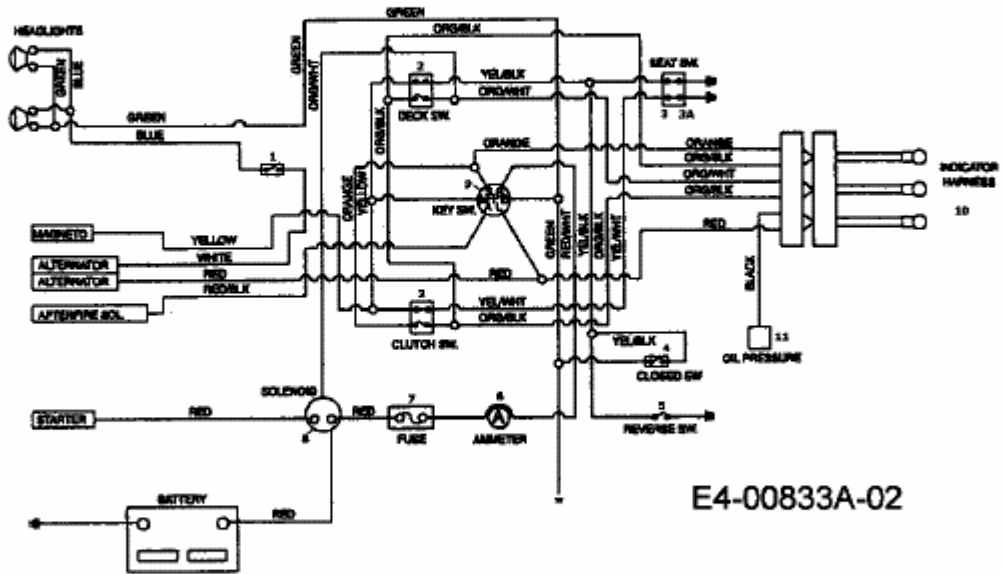 HEADLIGHTS
GREEN
BLUE
GREEN
BLUE
1
GREEN
ORG/WHT
GREEN
ORG/BLK
2
DECK SW.
YEL/BLK
ORG/WHT
SEAT SW.
3 3A
ORG/BLK
ORANGE
9
KEY SW.
ORANGE
YELLOW
ORANGE
ORG/BLK
ORG/WHT
ORG/BLK
RED
INDICATOR
HARNESS
10
MAGNETO
YELLOW
ALTERNATOR
WHITE
ALTERNATOR
RED
AFTERFIRE SOL.
RED/BLK
RED
GREEN
RED/WHT
YEL/BLK
ORG/BLK
YEL/WHT
BLACK
2
CLUTCH SW.
YEL/WHT
ORG/BLK
YEL/BLK
4
CLOSED SW
11
OIL PRESSURE
SOLENOID
8
STARTER
RED
RED
7
FUSE
6
A
AMMETER
5
REVERSE SW.
BATTERY
RED
E4-00833A-02